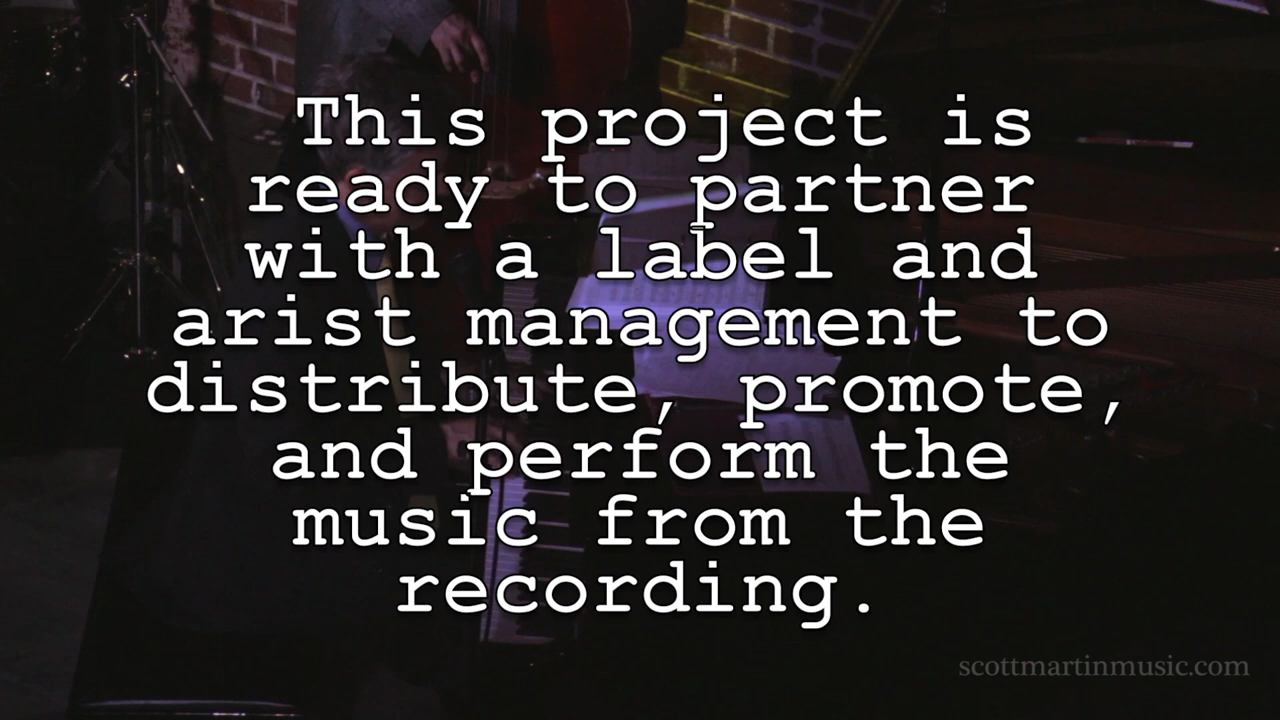 This project is
ready to partner
with a label and
arist management to
distribute, promote,
and perform the
music from the
recording.
scottmartinmusic.com